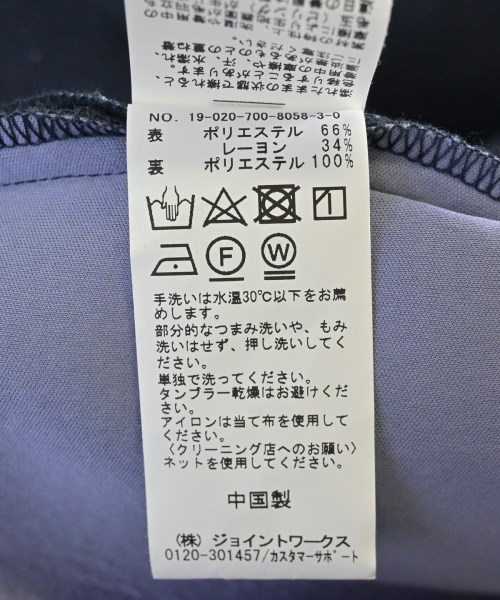 NO. 19-020-700-8058-3-0
表 ポリエステル 66%
レーヨン 34%
裏 ポリエステル 100%
F W
手洗いは水温30℃以下をお薦
めします。
部分的なつまみ洗いや、もみ
洗いはせず、押し洗いしてく
ださい。
単独で洗ってください。
タンブラー乾燥はお避けくだ
さい。
アイロンは当て布を使用して
ください。
〈クリーニング店へのお願い〉
ネットを使用してください。
中国製
(株) ジョイントワークス
0120-301457/カスタマーサポート